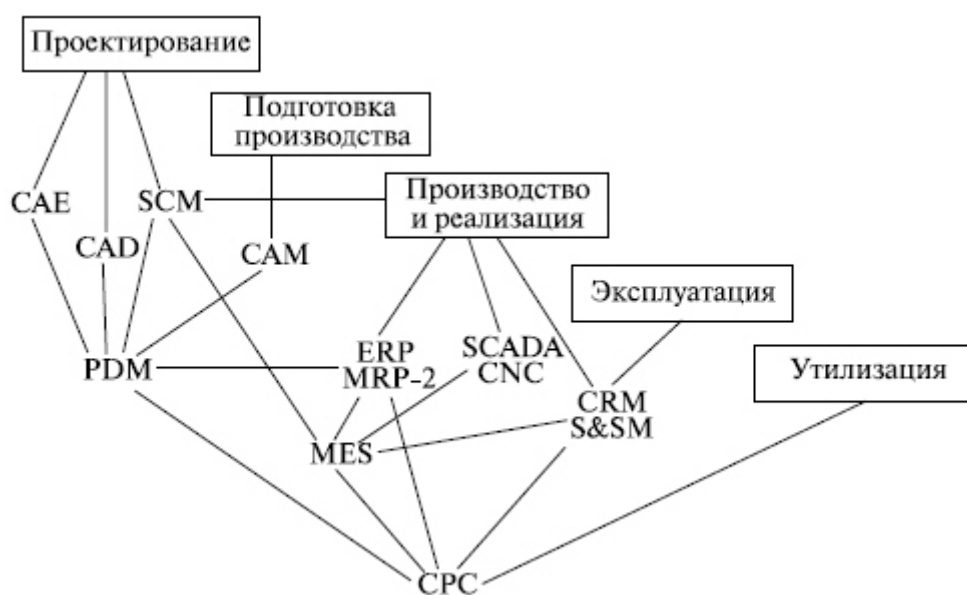 Проектирование
Подготовка
производства
CAE
SCM
Производство
и реализация
CAD
CAM
Эксплуатация
PDM
ERP
MRP-2
SCADA
CNC
Утилизация
CRM
S&SM
MES
CPC